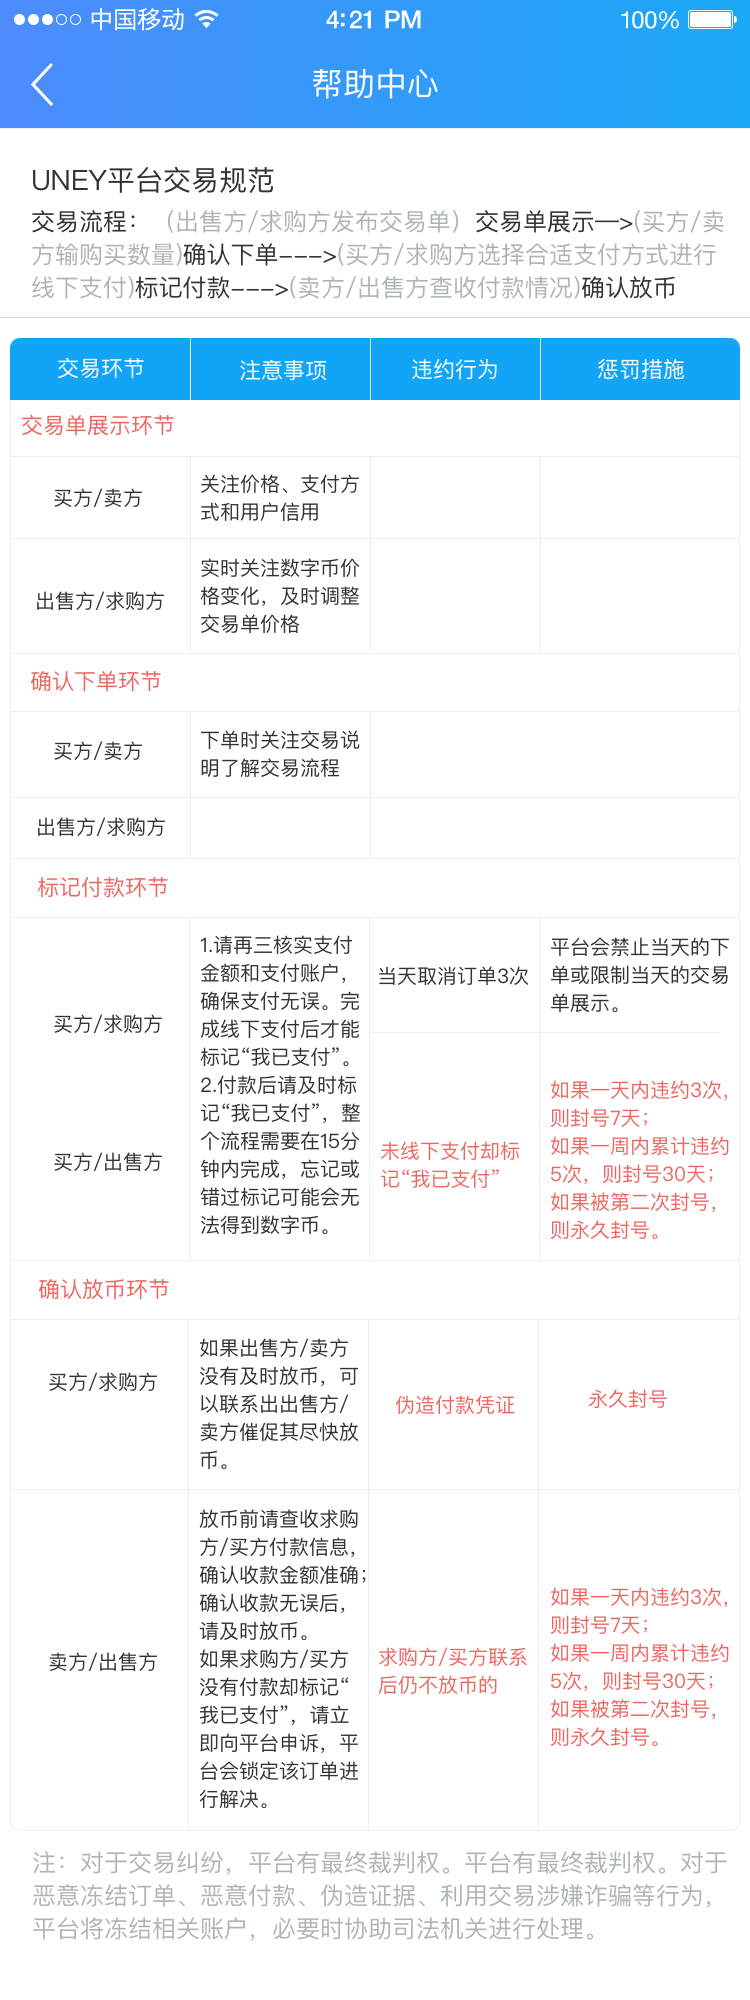 中国移动 4:21 PM 100%
帮助中心
UNEY平台交易规范
交易流程：（出售方/求购方发布交易单）交易单展示—>(买方/卖
方输购买数量)确认下单--->(买方/求购方选择合适支付方式进行
线下支付)标记付款--->(卖方/出售方查收付款情况)确认放币
交易环节 注意事项 违约行为 惩罚措施
交易单展示环节
买方/卖方
关注价格、支付方
式和用户信用
出售方/求购方
实时关注数字币价
格变化，及时调整
交易单价格
确认下单环节
买方/卖方
下单时关注交易说
明了解交易流程
出售方/求购方
标记付款环节
买方/求购方
买方/出售方
1.请再三核实支付
金额和支付账户，
确保支付无误。完
成线下支付后才能
标记“我已支付”。
2.付款后请及时标
记“我已支付”，整
个流程需要在15分
钟内完成，忘记或
错过标记可能会无
法得到数字币。
当天取消订单3次
平台会禁止当天的下
单或限制当天的交易
单展示。
未线下支付却标
记“我已支付”
如果一天内违约3次，
则封号7天；
如果一周内累计违约
5次，则封号30天；
如果被第二次封号，
则永久封号。
确认放币环节
买方/求购方
如果出售方/卖方
没有及时放币，可
以联系出出售方/
卖方催促其尽快放
币。
伪造付款凭证
永久封号
卖方/出售方
放币前请查收求购
方/买方付款信息，
确认收款金额准确；
确认收款无误后，
请及时放币。
如果求购方/买方
没有付款却标记“
我已支付”，请立
即向平台申诉，平
台会锁定该订单进
行解决。
求购方/买方联系
后仍不放币的
如果一天内违约3次，
则封号7天；
如果一周内累计违约
5次，则封号30天；
如果被第二次封号，
则永久封号。
注：对于交易纠纷，平台有最终裁判权。平台有最终裁判权。对于
恶意冻结订单、恶意付款、伪造证据、利用交易涉嫌诈骗等行为，
平台将冻结相关账户，必要时协助司法机关进行处理。